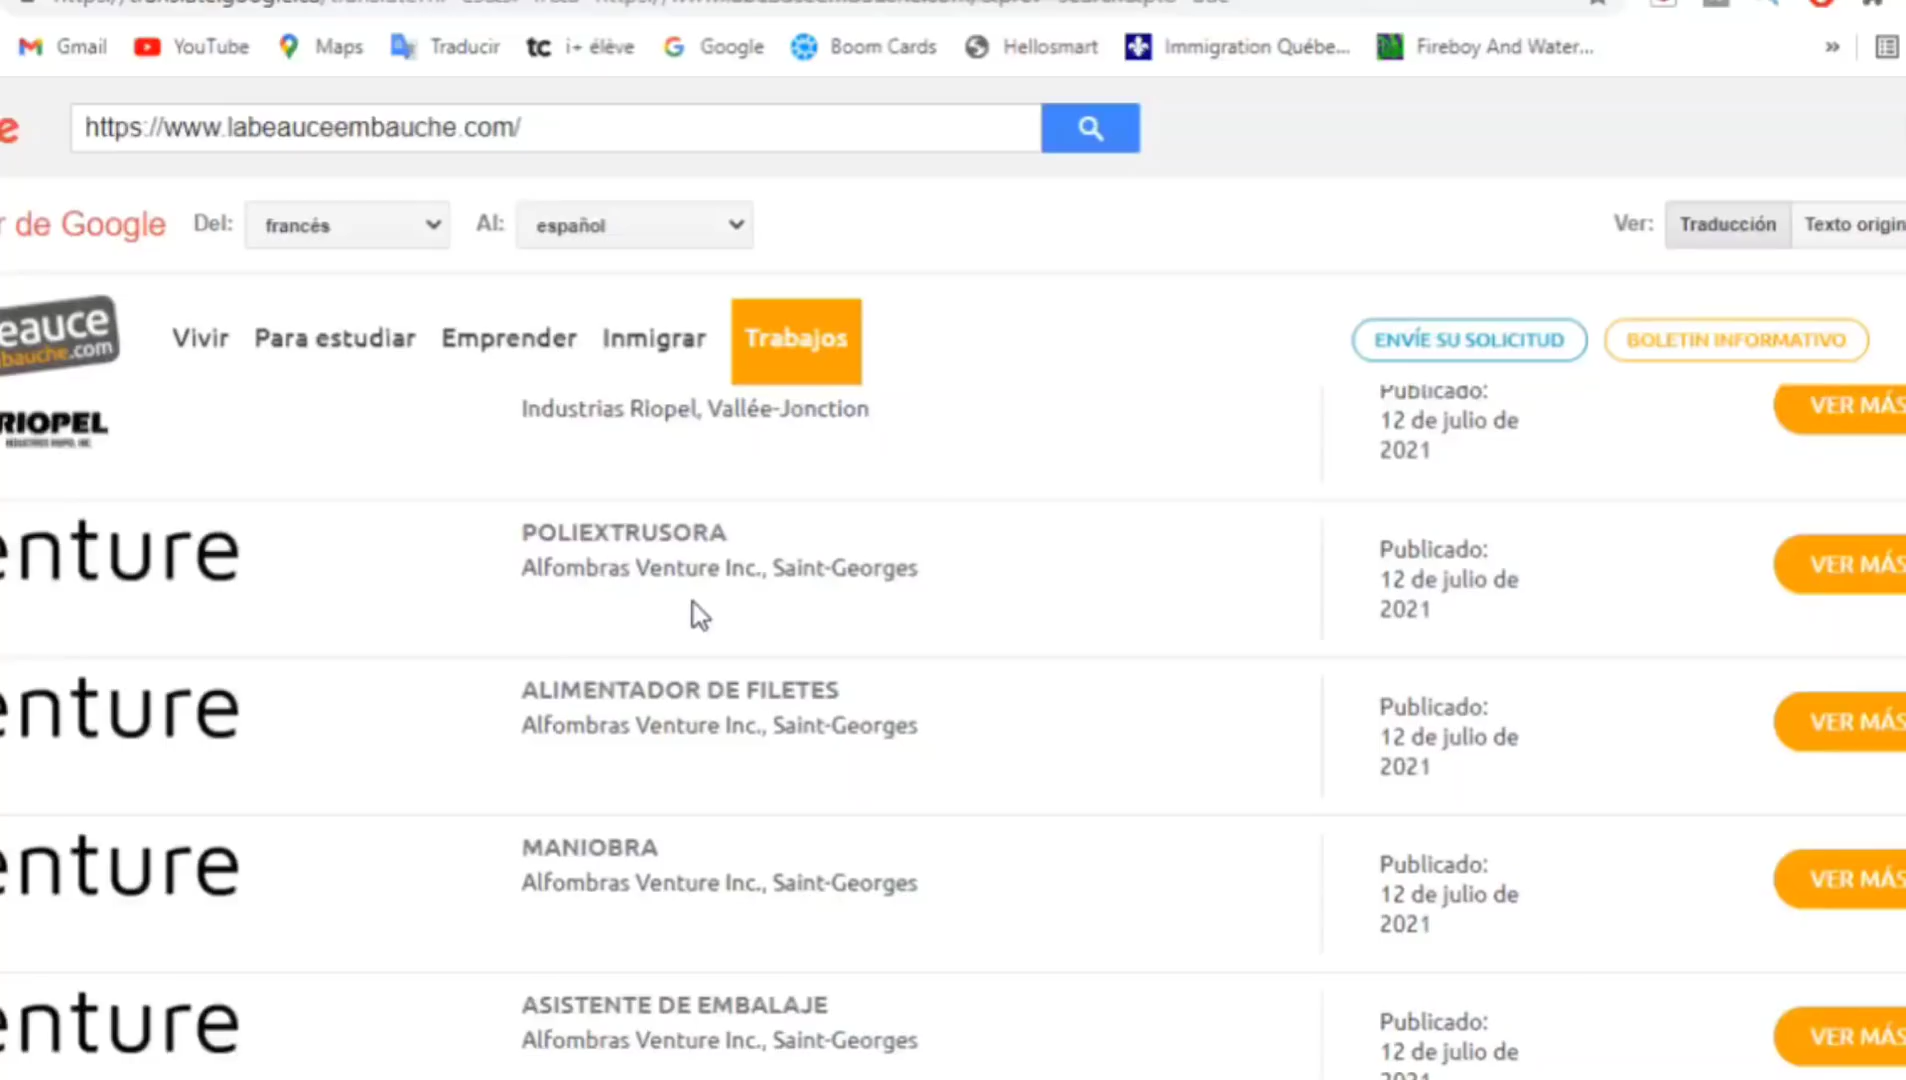 Gmail YouTube Maps Traducir tc i+ élève Google Boom Cards Hellosmart Immigration Québe... Fireboy And Water... »
https://www.labeauceembauche.com/
r de Google Del: francés Al: español Ver: Traducción Texto origin
eauce
bauche.com
Vivir Para estudiar Emprender Inmigrar Trabajos ENVÍE SU SOLICITUD BOLETIN INFORMATIVO
RIOPEL
Industrias Riopel, Vallée-Jonction
Publicado:
12 de julio de
2021
VER MÁS
enture
POLIEXTRUSORA
Alfombras Venture Inc., Saint-Georges
Publicado:
12 de julio de
2021
VER MÁS
enture
ALIMENTADOR DE FILETES
Alfombras Venture Inc., Saint-Georges
Publicado:
12 de julio de
2021
VER MÁS
enture
MANIOBRA
Alfombras Venture Inc., Saint-Georges
Publicado:
12 de julio de
2021
VER MÁS
enture
ASISTENTE DE EMBALAJE
Alfombras Venture Inc., Saint-Georges
Publicado:
12 de julio de
2021
VER MÁS